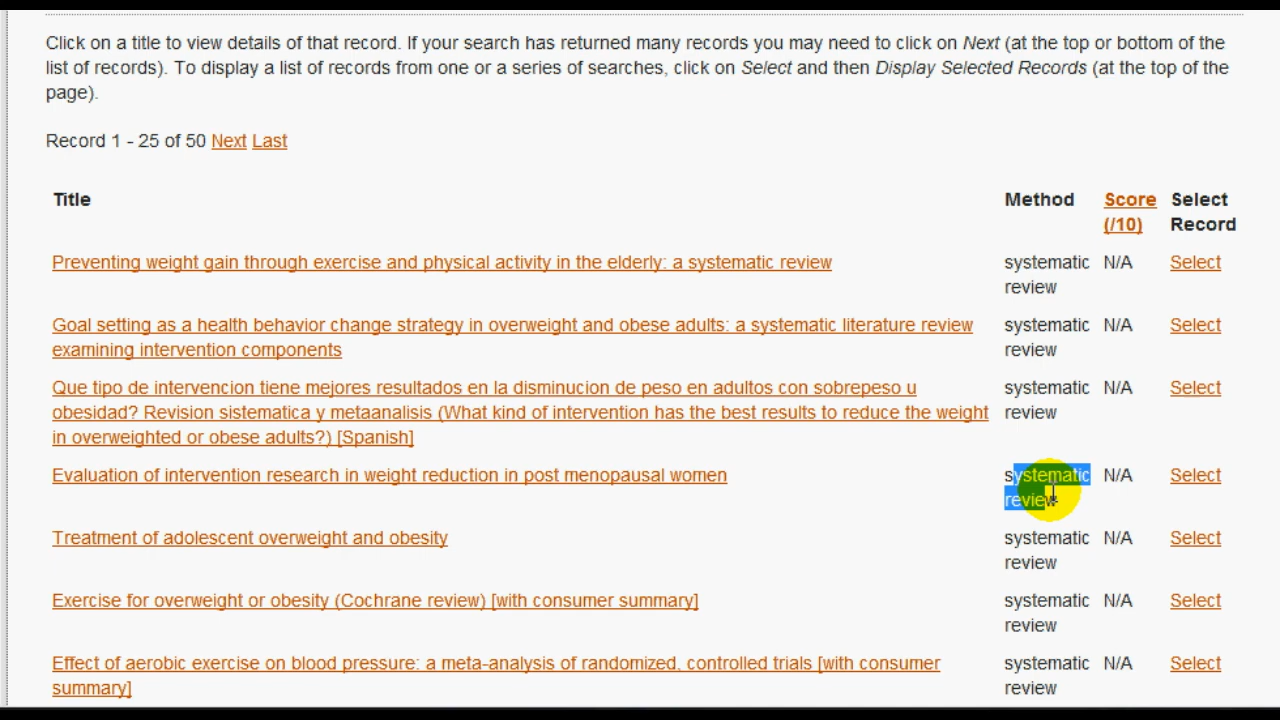 Click on a title to view details of that record. If your search has returned many records you may need to click on Next (at the top or bottom of the
list of records). To display a list of records from one or a series of searches, click on Select and then Display Selected Records (at the top of the
page).
Record 1 - 25 of 50 Next Last
Title Method Score Select
(/10) Record
Preventing weight gain through exercise and physical activity in the elderly: a systematic review systematic N/A Select
review
Goal setting as a health behavior change strategy in overweight and obese adults: a systematic literature review systematic N/A Select
examining intervention components review
Que tipo de intervencion tiene mejores resultados en la disminucion de peso en adultos con sobrepeso u systematic N/A Select
obesidad? Revision sistematica y metaanalisis (What kind of intervention has the best results to reduce the weight review
in overweighted or obese adults?) [Spanish]
Evaluation of intervention research in weight reduction in post menopausal women systematic N/A Select
review
Treatment of adolescent overweight and obesity systematic N/A Select
review
Exercise for overweight or obesity (Cochrane review) [with consumer summary] systematic N/A Select
review
Effect of aerobic exercise on blood pressure: a meta-analysis of randomized, controlled trials [with consumer systematic N/A Select
summary] review